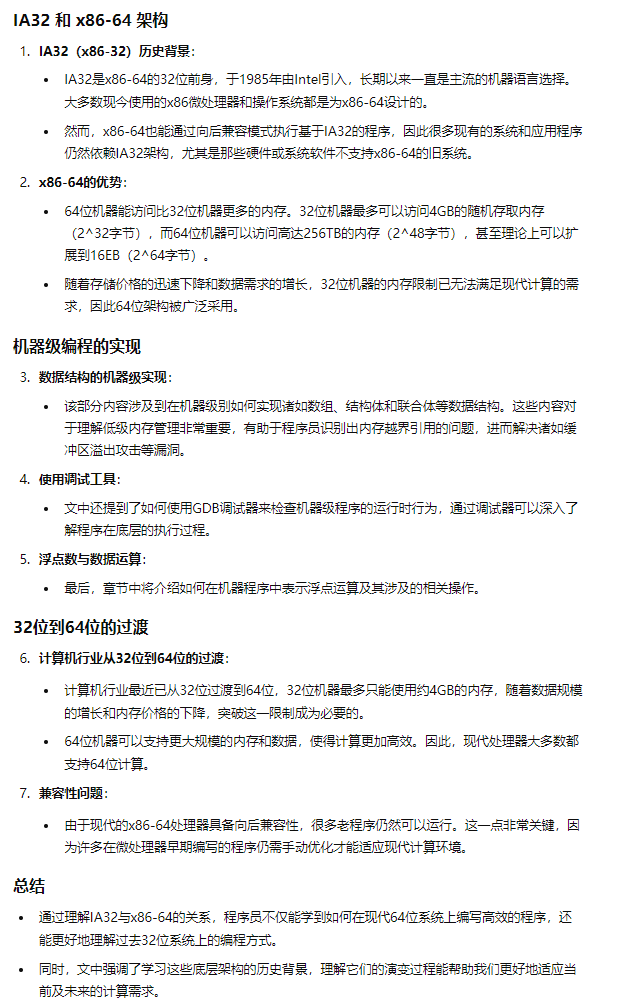 IA32 和 x86-64 架构
1. IA32（x86-32）历史背景：
• IA32是x86-64的32位前身，于1985年由Intel引入，长期以来一直是主流的机器语言选择。
大多数现今使用的x86微处理器和操作系统都是为x86-64设计的。
• 然而，x86-64也能通过向后兼容模式执行基于IA32的程序，因此很多现有的系统和应用程序
仍然依赖IA32架构，尤其是那些硬件或系统软件不支持x86-64的旧系统。
2. x86-64的优势：
• 64位机器能访问比32位机器更多的内存。32位机器最多可以访问4GB的随机存取内存
（2^32字节），而64位机器可以访问高达256TB的内存（2^48字节），甚至理论上可以扩
展到16EB（2^64字节）。
• 随着存储价格的迅速下降和数据需求的增长，32位机器的内存限制已无法满足现代计算的需
求，因此64位架构被广泛采用。
机器级编程的实现
3. 数据结构的机器级实现：
• 该部分内容涉及到在机器级别如何实现诸如数组、结构体和联合体等数据结构。这些内容对
于理解低级内存管理非常重要，有助于程序员识别出内存越界引用的问题，进而解决诸如缓
冲区溢出攻击等漏洞。
4. 使用调试工具：
• 文中还提到了如何使用GDB调试器来检查机器级程序的运行时行为，通过调试器可以深入了
解程序在底层的执行过程。
5. 浮点数与数据运算：
• 最后，章节中将介绍如何在机器程序中表示浮点运算及其涉及的相关操作。
32位到64位的过渡
6. 计算机行业从32位到64位的过渡：
• 计算机行业最近已从32位过渡到64位，32位机器最多只能使用约4GB的内存，随着数据规模
的增长和内存价格的下降，突破这一限制成为必要的。
• 64位机器可以支持更大规模的内存和数据，使得计算更加高效。因此，现代处理器大多数都
支持64位计算。
7. 兼容性问题：
• 由于现代的x86-64处理器具备向后兼容性，很多老程序仍然可以运行。这一点非常关键，因
为许多在微处理器早期编写的程序仍需手动优化才能适应现代计算环境。
总结
• 通过理解IA32与x86-64的关系，程序员不仅能学到如何在现代64位系统上编写高效的程序，还
能更好地理解过去32位系统上的编程方式。
• 同时，文中强调了学习这些底层架构的历史背景，理解它们的演变过程能帮助我们更好地适应当
前及未来的计算需求。